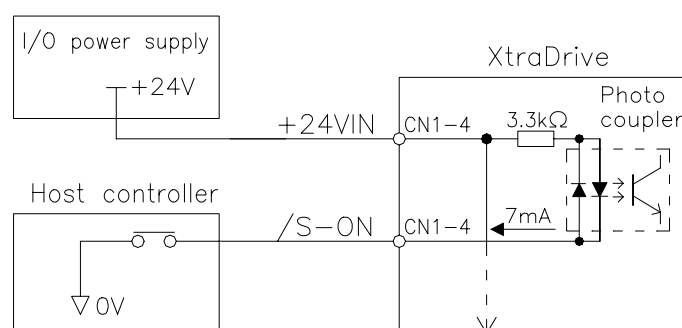 I/O power supply
+24V
XtraDrive
Photo
coupler
+24VIN
CN1-4
3.3kΩ
Host controller
/S-ON
CN1-4
7mA
0V